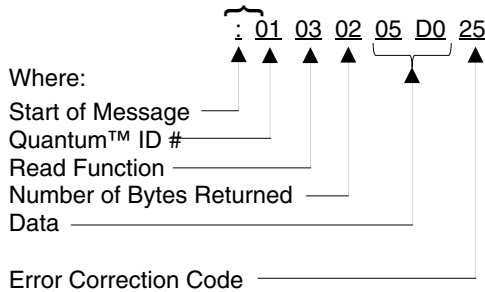 : 01 03 02 05 D0 25
Where:
Start of Message
Quantum™ ID #
Read Function
Number of Bytes Returned
Data
Error Correction Code